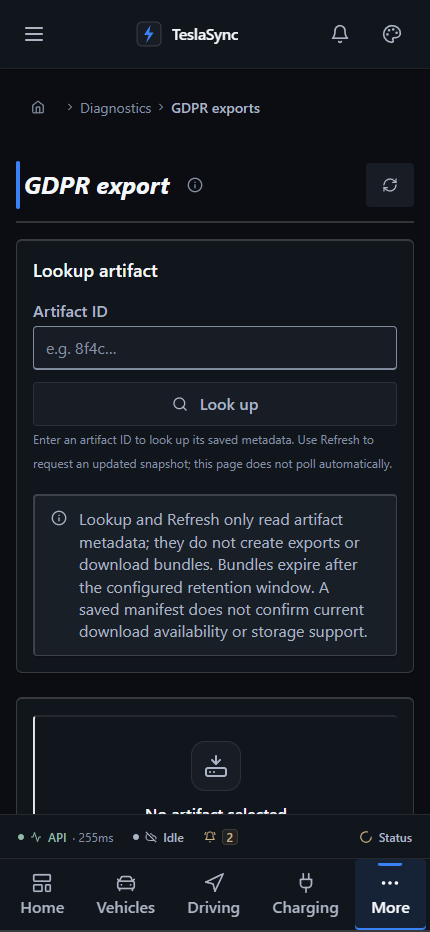 TeslaSync
Diagnostics
GDPR exports
GDPR export
Lookup artifact
Artifact ID
e.g. 8f4c...
Look up
Enter an artifact ID to look up its saved metadata. Use Refresh to
request an updated snapshot; this page does not poll automatically.
Lookup and Refresh only read artifact
metadata; they do not create exports or
download bundles. Bundles expire after
the configured retention window. A
saved manifest does not confirm current
download availability or storage support.
No artifact selected
API · 255ms
Idle
2
Status
Home
Vehicles
Driving
Charging
More